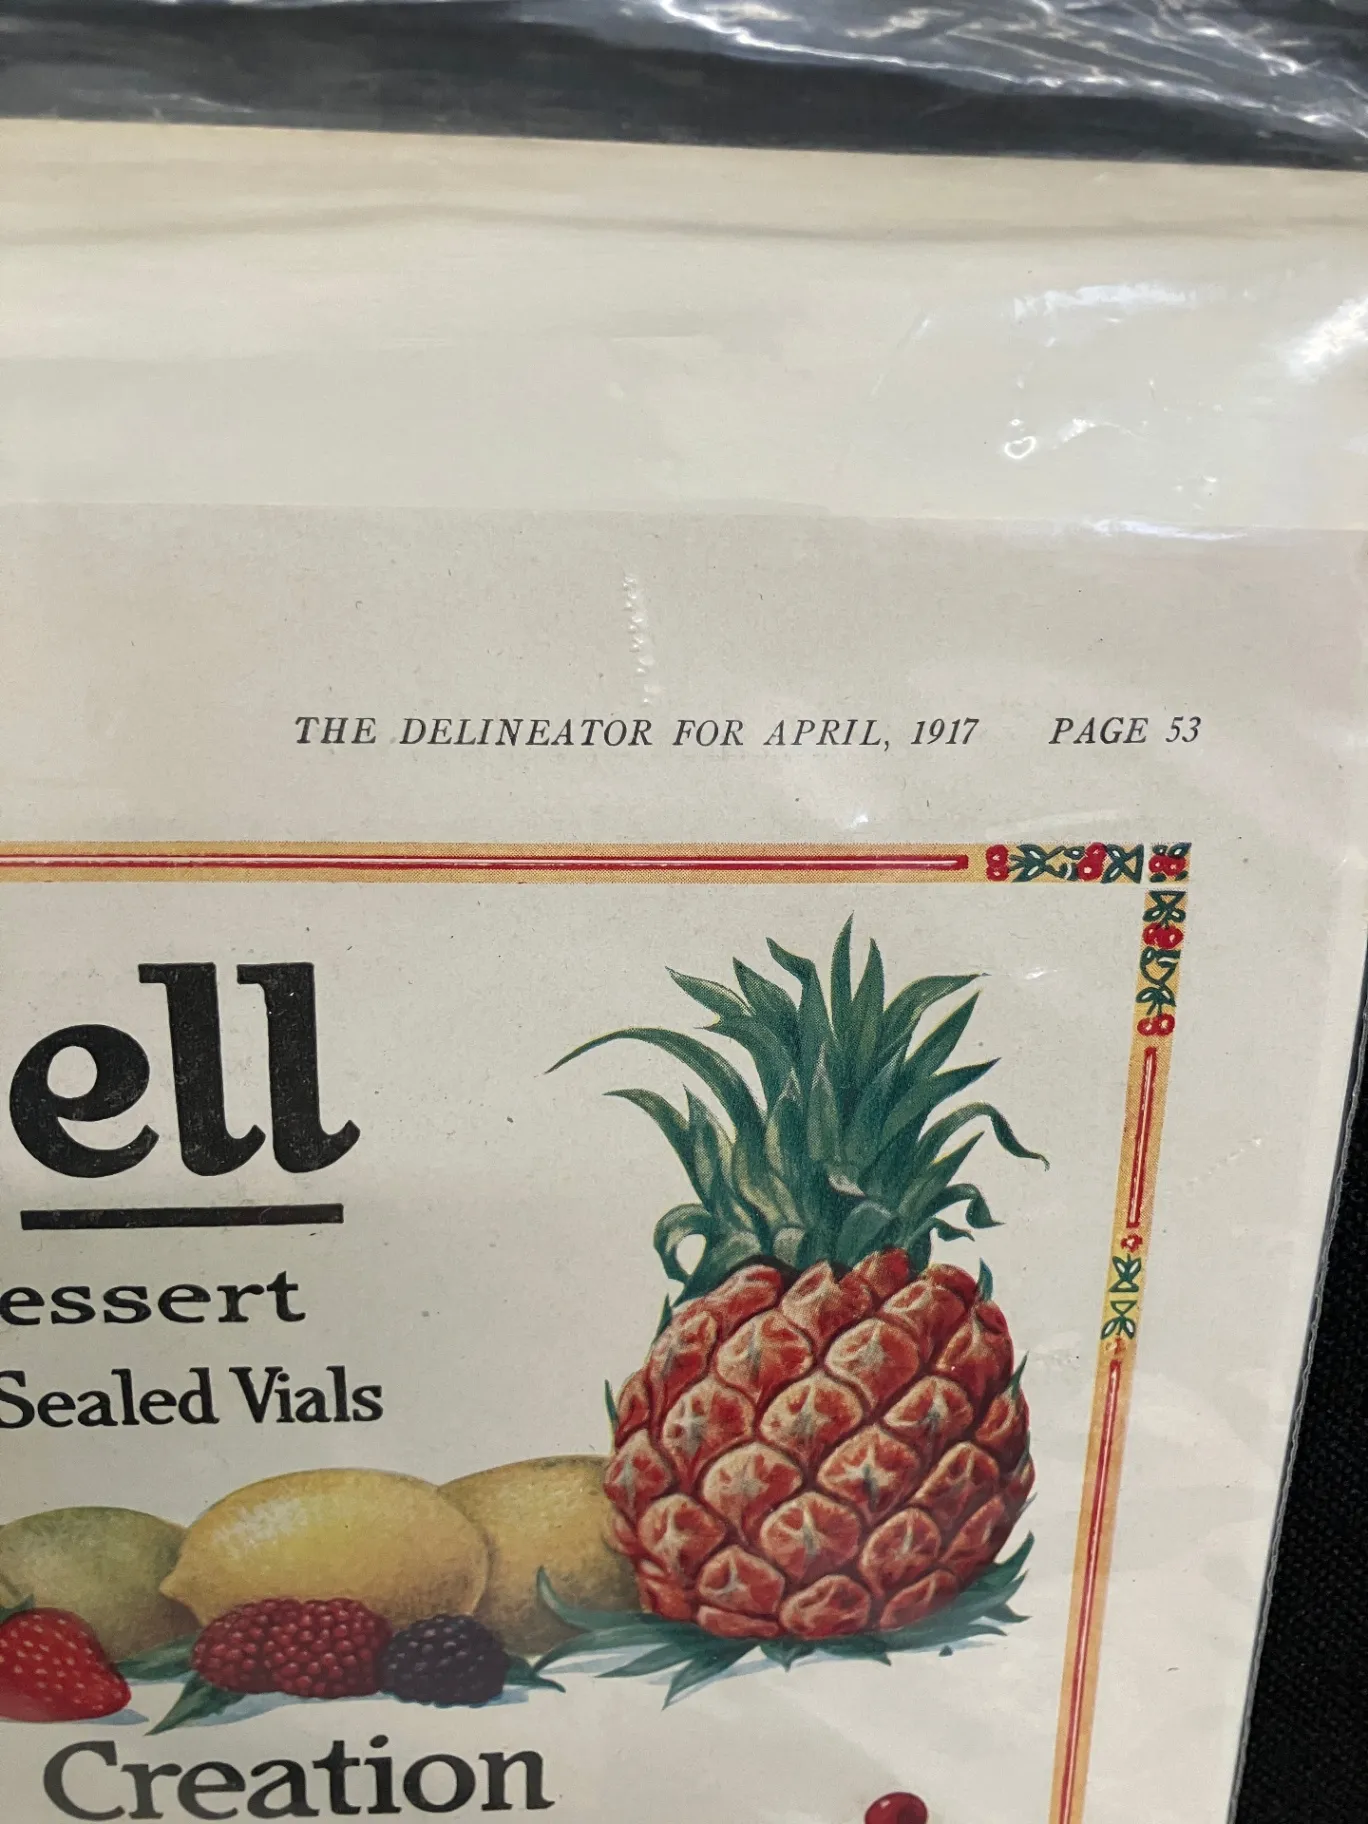 THE DELINEATOR FOR APRIL, 1917 PAGE 53
ell
essert
Sealed Vials
Creation